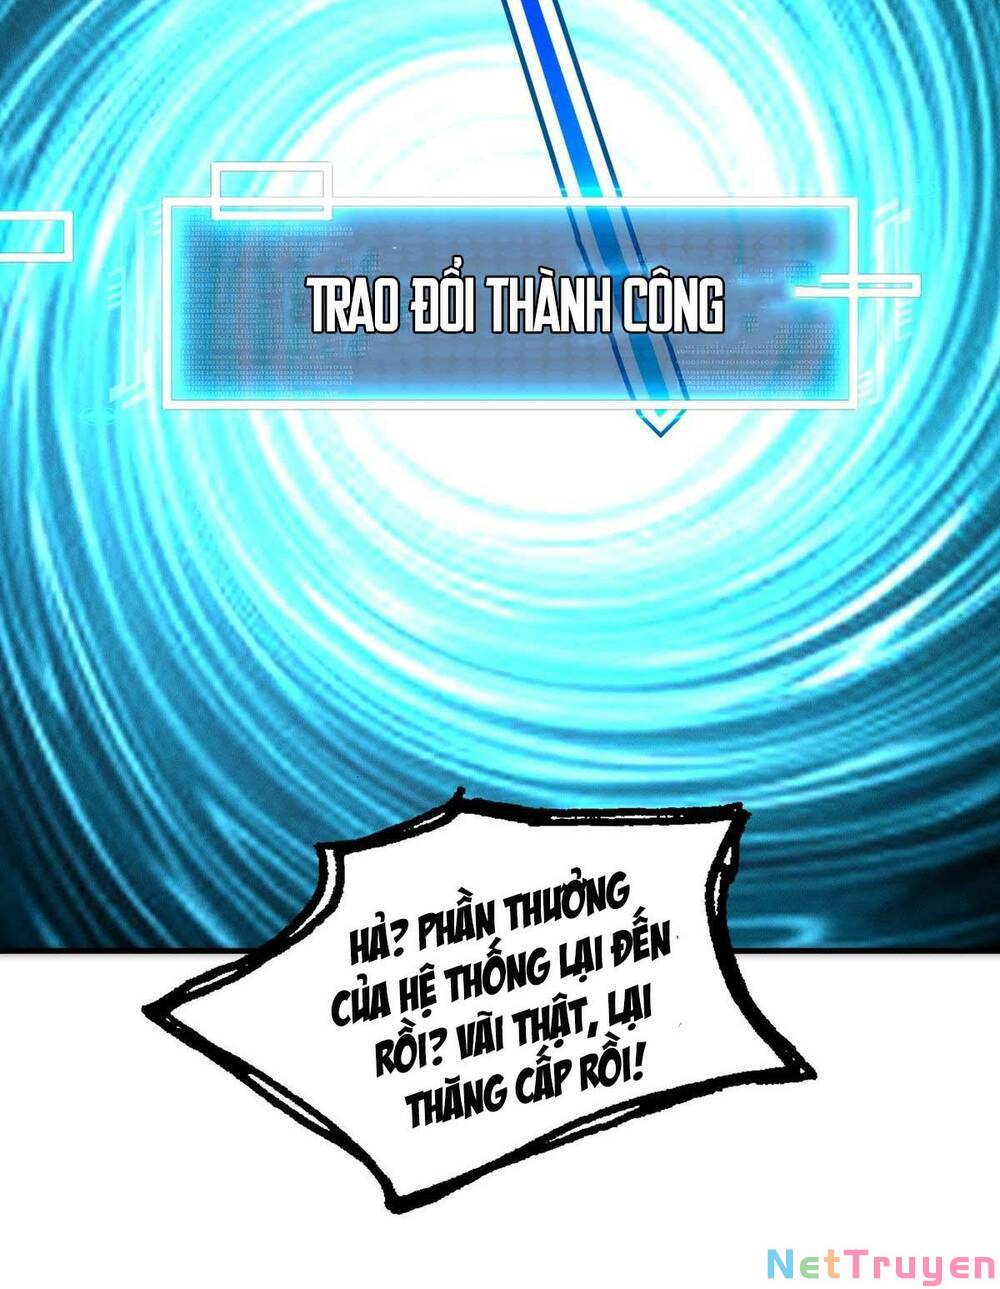 TRAO ĐỔI THÀNH CÔNG
HẢ? PHẦN THƯỞNG
CỦA HỆ THỐNG LẠI ĐẾN
RỒI? VÃI THẬT, LẠI
THĂNG CẤP RỒI!
NetTruyen